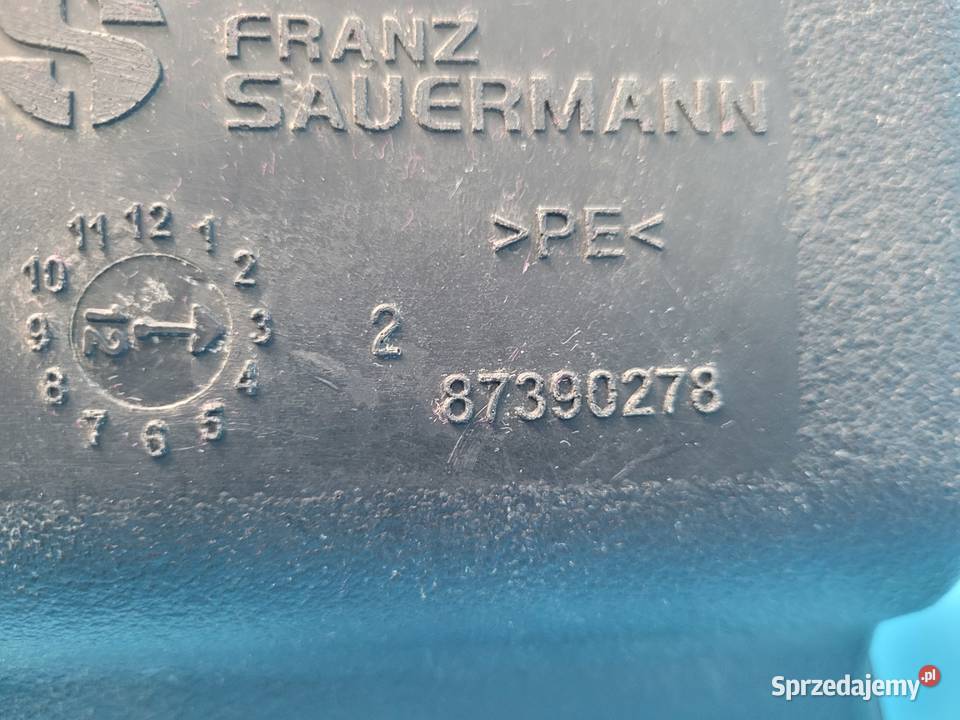 S
FRANZ
SAUERMANN
>PE<
11 12 1
10 2
9 12 3
8 4
7 6 5
2
87390278
Sprzedajemy.pl